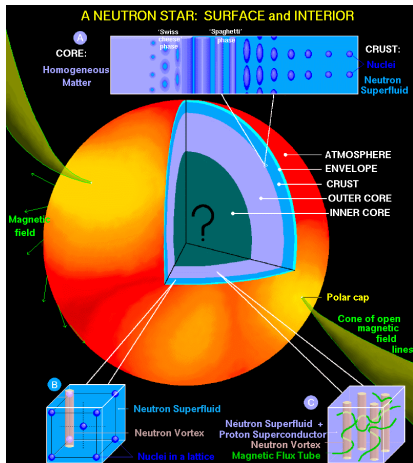 A NEUTRON STAR: SURFACE and INTERIOR
'Swiss cheese phase'
'Spaghetti' phase
A
CORE:
CRUST:
Homogeneous
Matter
Nuclei
Neutron
Superfluid
ATMOSPHERE
ENVELOPE
CRUST
OUTER CORE
INNER CORE
?
Magnetic
field
Polar cap
Cone of open
magnetic
field
lines
B
Neutron Superfluid
Neutron Vortex
Nuclei in a lattice
C
Neutron Superfluid +
Proton Superconductor
Neutron Vortex
Magnetic Flux Tube